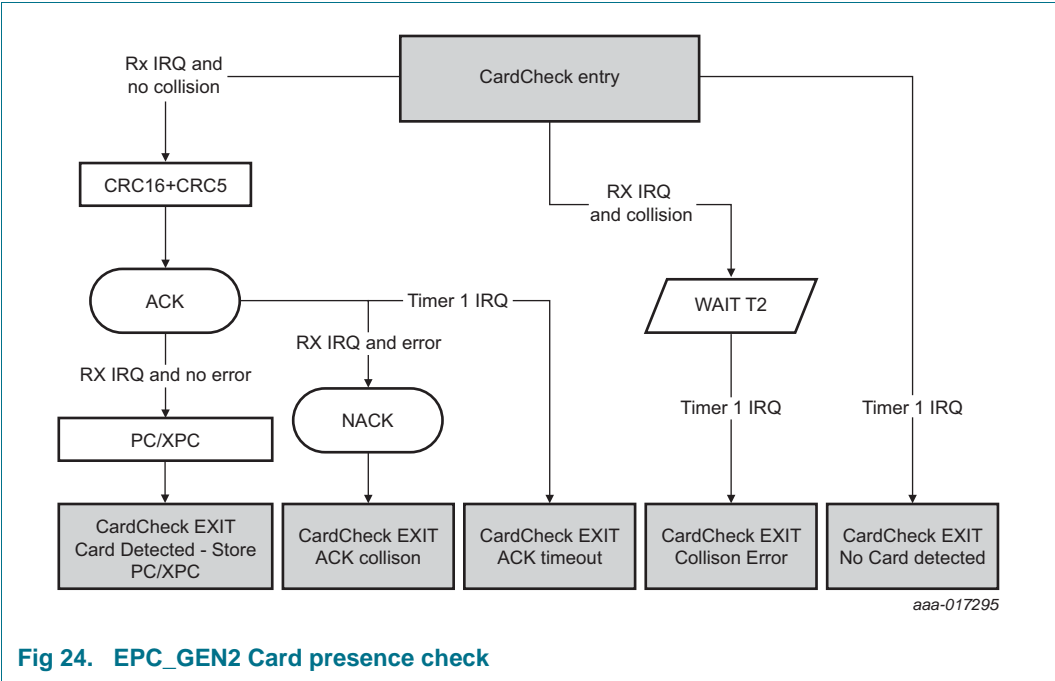 Rx IRQ and
no collision
CardCheck entry
CRC16+CRC5
RX IRQ
and collision
ACK
Timer 1 IRQ
WAIT T2
RX IRQ and error
RX IRQ and no error
NACK
Timer 1 IRQ
Timer 1 IRQ
PC/XPC
CardCheck EXIT
Card Detected - Store
PC/XPC
CardCheck EXIT
ACK collison
CardCheck EXIT
ACK timeout
CardCheck EXIT
Collison Error
CardCheck EXIT
No Card detected
aaa-017295
Fig 24. EPC_GEN2 Card presence check